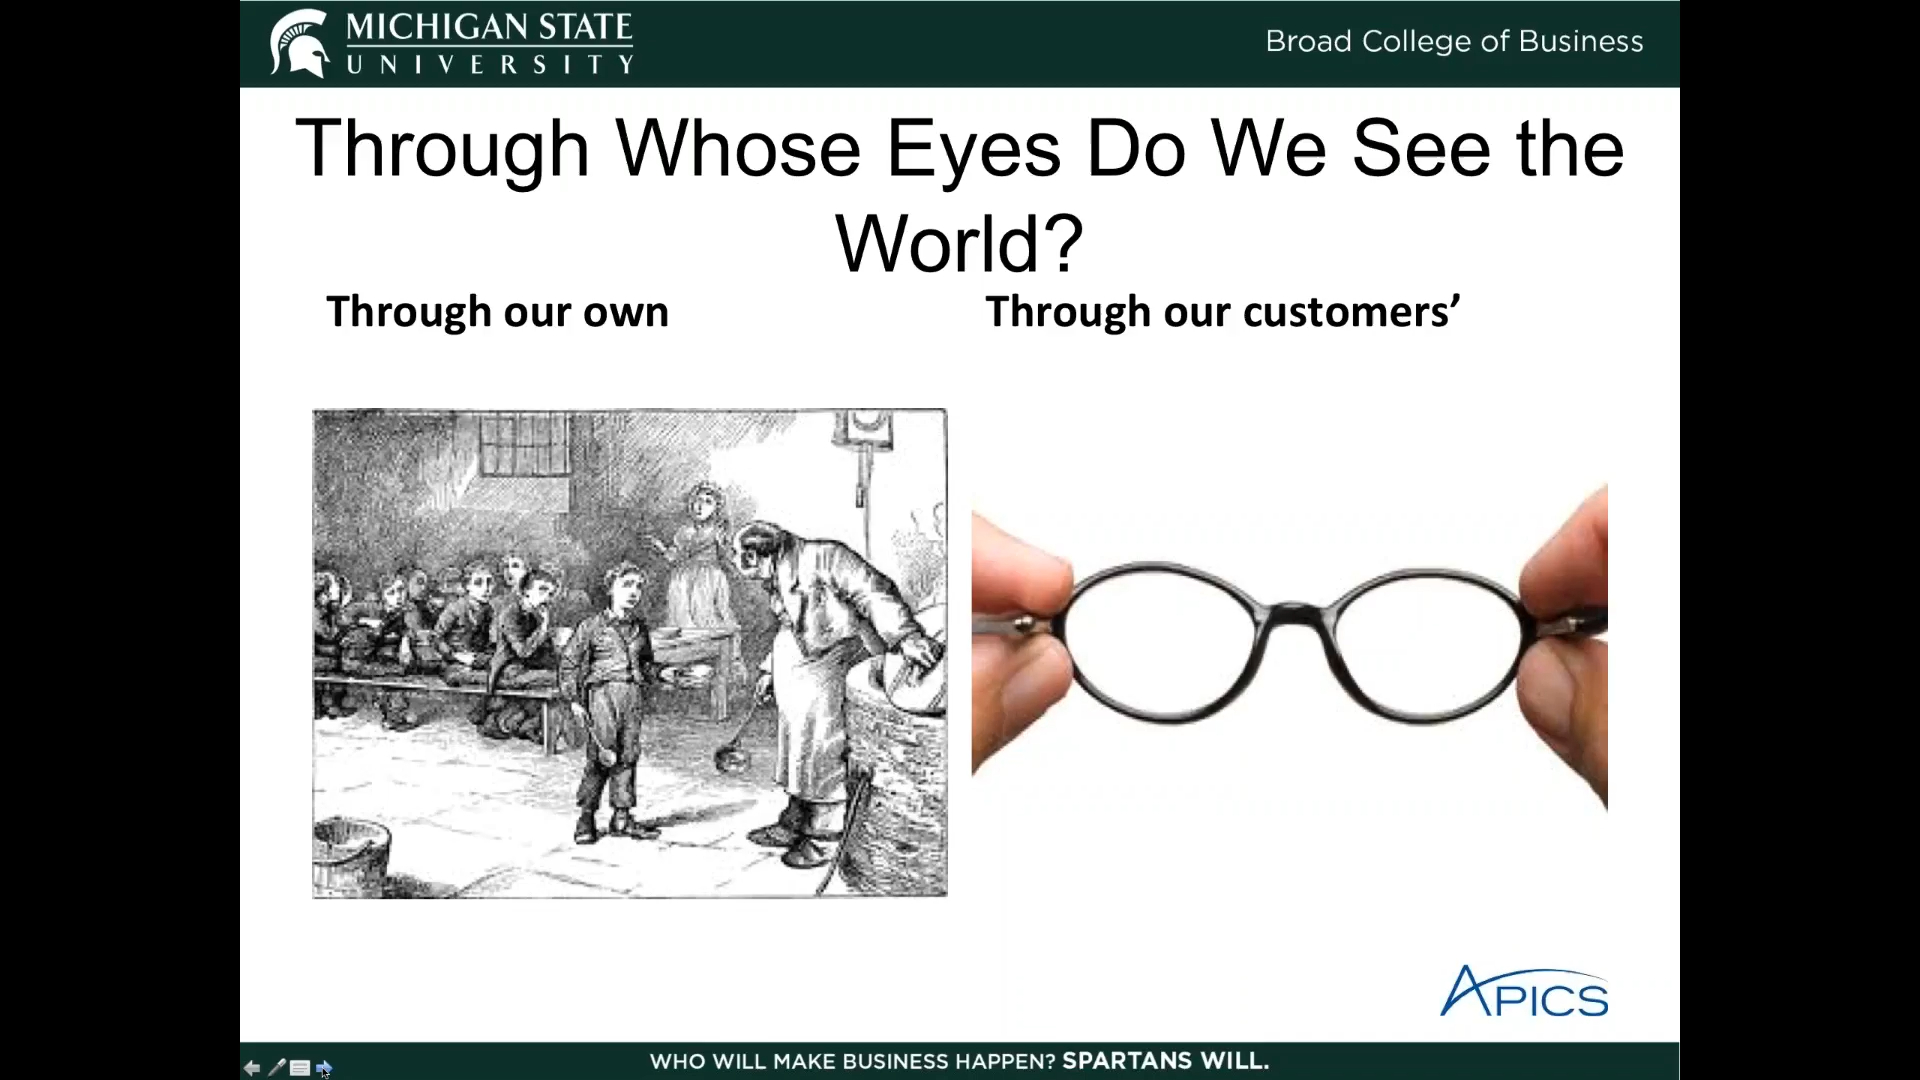 MICHIGAN STATE
UNIVERSITY
Broad College of Business
Through Whose Eyes Do We See the
World?
Through our own
Through our customers’
APICS
WHO WILL MAKE BUSINESS HAPPEN? SPARTANS WILL.